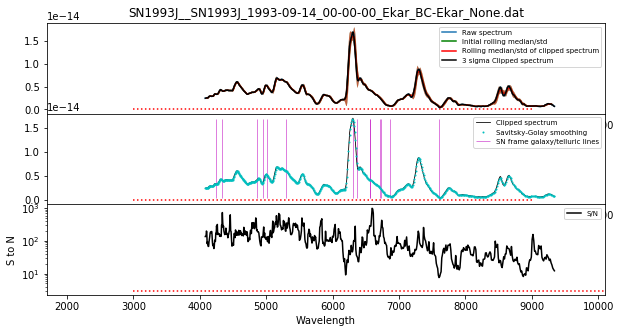 SN1993J__SN1993J_1993-09-14_00-00-00_Ekar_BC-Ekar_None.dat
1e−14
1.5
1.0
0.5
0.0
Raw spectrum
Initial rolling median/std
Rolling median/std of clipped spectrum
3 sigma Clipped spectrum
1e−14
1.5
1.0
0.5
0.0
Clipped spectrum
Savitsky-Golay smoothing
SN frame galaxy/telluric lines
S to N
10³
10²
10¹
S/N
2000 3000 4000 5000 6000 7000 8000 9000 10000
Wavelength